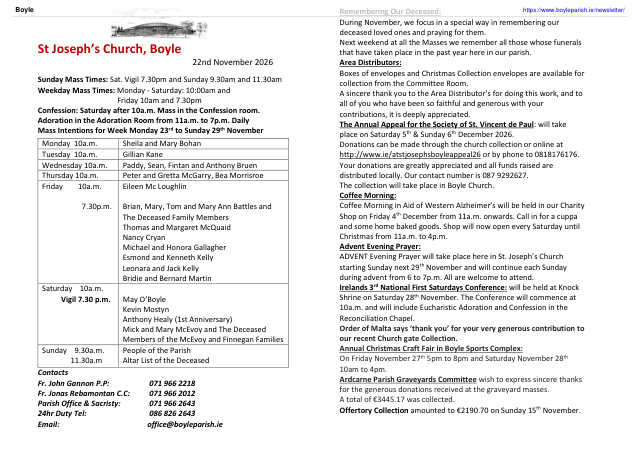 Boyle
https://www.boyleparish.ie/newsletter/
St Joseph's Church, Boyle
22nd November 2026
Sunday Mass Times: Sat. Vigil 7.30pm and Sunday 9.30am and 11.30am
Weekday Mass Times: Monday - Saturday: 10:00am and
Friday 10am and 7.30pm
Confession: Saturday after 10a.m. Mass in the Confession room.
Adoration in the Adoration Room from 11a.m. to 7p.m. Daily
Mass Intentions for Week Monday 23rd to Sunday 29th November
Monday 10a.m. Sheila and Mary Bohan
Tuesday 10a.m. Gillian Kane
Wednesday 10a.m. Paddy, Sean, Fintan and Anthony Bruen
Thursday 10a.m. Peter and Gretta McGarry, Bea Morrisroe
Friday 10a.m. Eileen Mc Loughlin
7.30p.m. Brian, Mary, Tom and Mary Ann Battles and
The Deceased Family Members
Thomas and Margaret McQuaid
Nancy Cryan
Michael and Honora Gallagher
Esmond and Kenneth Kelly
Leonara and Jack Kelly
Bridie and Bernard Martin
Saturday 10a.m.
Vigil 7.30 p.m. May O'Boyle
Kevin Mostyn
Anthony Healy (1st Anniversary)
Mick and Mary McEvoy and The Deceased
Members of the McEvoy and Finnegan Families
Sunday 9.30a.m. People of the Parish
11.30a.m Altar List of the Deceased
Contacts
Fr. John Gannon P.P: 071 966 2218
Fr. Jonas Rebamontan C.C: 071 966 2012
Parish Office & Sacristy: 071 966 2643
24hr Duty Tel: 086 826 2643
Email: office@boyleparish.ie
Remembering Our Deceased:
During November, we focus in a special way in remembering our
deceased loved ones and praying for them.
Next weekend at all the Masses we remember all those whose funerals
that have taken place in the past year here in our parish.
Area Distributors:
Boxes of envelopes and Christmas Collection envelopes are available for
collection from the Committee Room.
A sincere thank you to the Area Distributor's for doing this work, and to
all of you who have been so faithful and generous with your
contributions, it is deeply appreciated.
The Annual Appeal for the Society of St. Vincent de Paul: will take
place on Saturday 5th & Sunday 6th December 2026.
Donations can be made through the church collection or online at
http://www.ie/atstjosephsboyleappeal26 or by phone to 0818176176.
Your donations are greatly appreciated and all funds raised are
distributed locally. Our contact number is 087 9292627.
The collection will take place in Boyle Church.
Coffee Morning:
Coffee Morning in Aid of Western Alzheimer's will be held in our Charity
Shop on Friday 4th December from 11a.m. onwards. Call in for a cuppa
and some home baked goods. Shop will now open every Saturday until
Christmas from 11a.m. to 4p.m.
Advent Evening Prayer:
ADVENT Evening Prayer will take place here in St. Joseph's Church
starting Sunday next 29th November and will continue each Sunday
during advent from 6 to 7p.m. All are welcome to attend.
Irelands 3rd National First Saturdays Conference: will be held at Knock
Shrine on Saturday 28th November. The Conference will commence at
10a.m. and will include Eucharistic Adoration and Confession in the
Reconciliation Chapel.
Order of Malta says 'thank you' for your very generous contribution to
our recent Church gate Collection.
Annual Christmas Craft Fair in Boyle Sports Complex:
On Friday November 27th 5pm to 8pm and Saturday November 28th
10am to 4pm.
Ardcarne Parish Graveyards Committee wish to express sincere thanks
for the generous donations received at the graveyard masses.
A total of €3445.17 was collected.
Offertory Collection amounted to €2190.70 on Sunday 15th November.